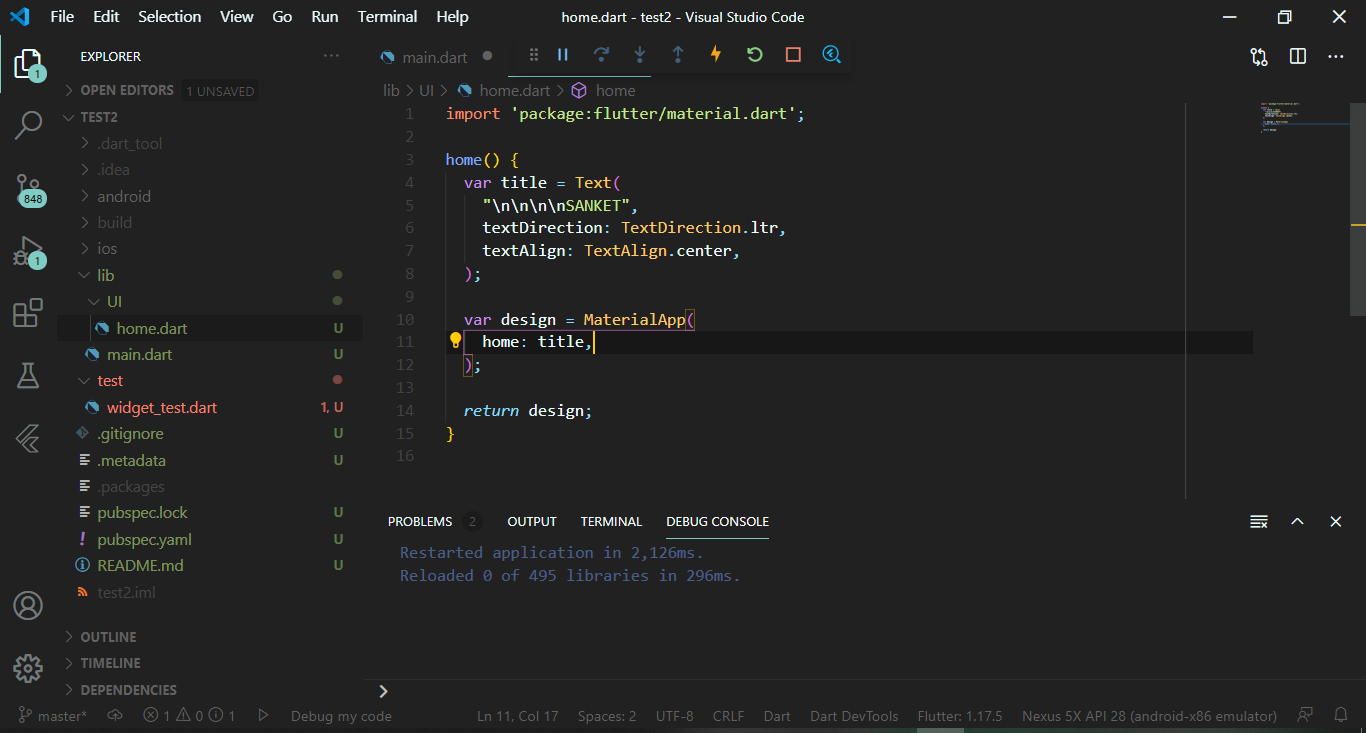 File Edit Selection View Go Run Terminal Help home.dart - test2 - Visual Studio Code
EXPLORER
1
OPEN EDITORS 1 UNSAVED
TEST2
.dart_tool
.idea
android
848
build
ios
1
lib
UI
home.dart U
main.dart U
test
widget_test.dart 1, U
.gitignore U
.metadata U
.packages
pubspec.lock U
! pubspec.yaml U
README.md U
test2.iml
OUTLINE
TIMELINE
DEPENDENCIES
main.dart
lib > UI > home.dart > home
1 import 'package:flutter/material.dart';
2
3 home() {
4 var title = Text(
5 "\n\n\n\nSANKET",
6 textDirection: TextDirection.ltr,
7 textAlign: TextAlign.center,
8 );
9
10 var design = MaterialApp(
11 home: title,
12 );
13
14 return design;
15 }
16
PROBLEMS 2 OUTPUT TERMINAL DEBUG CONSOLE
Restarted application in 2,126ms.
Reloaded 0 of 495 libraries in 296ms.
master* 1 0 1 Debug my code Ln 11, Col 17 Spaces: 2 UTF-8 CRLF Dart Dart DevTools Flutter: 1.17.5 Nexus 5X API 28 (android-x86 emulator)